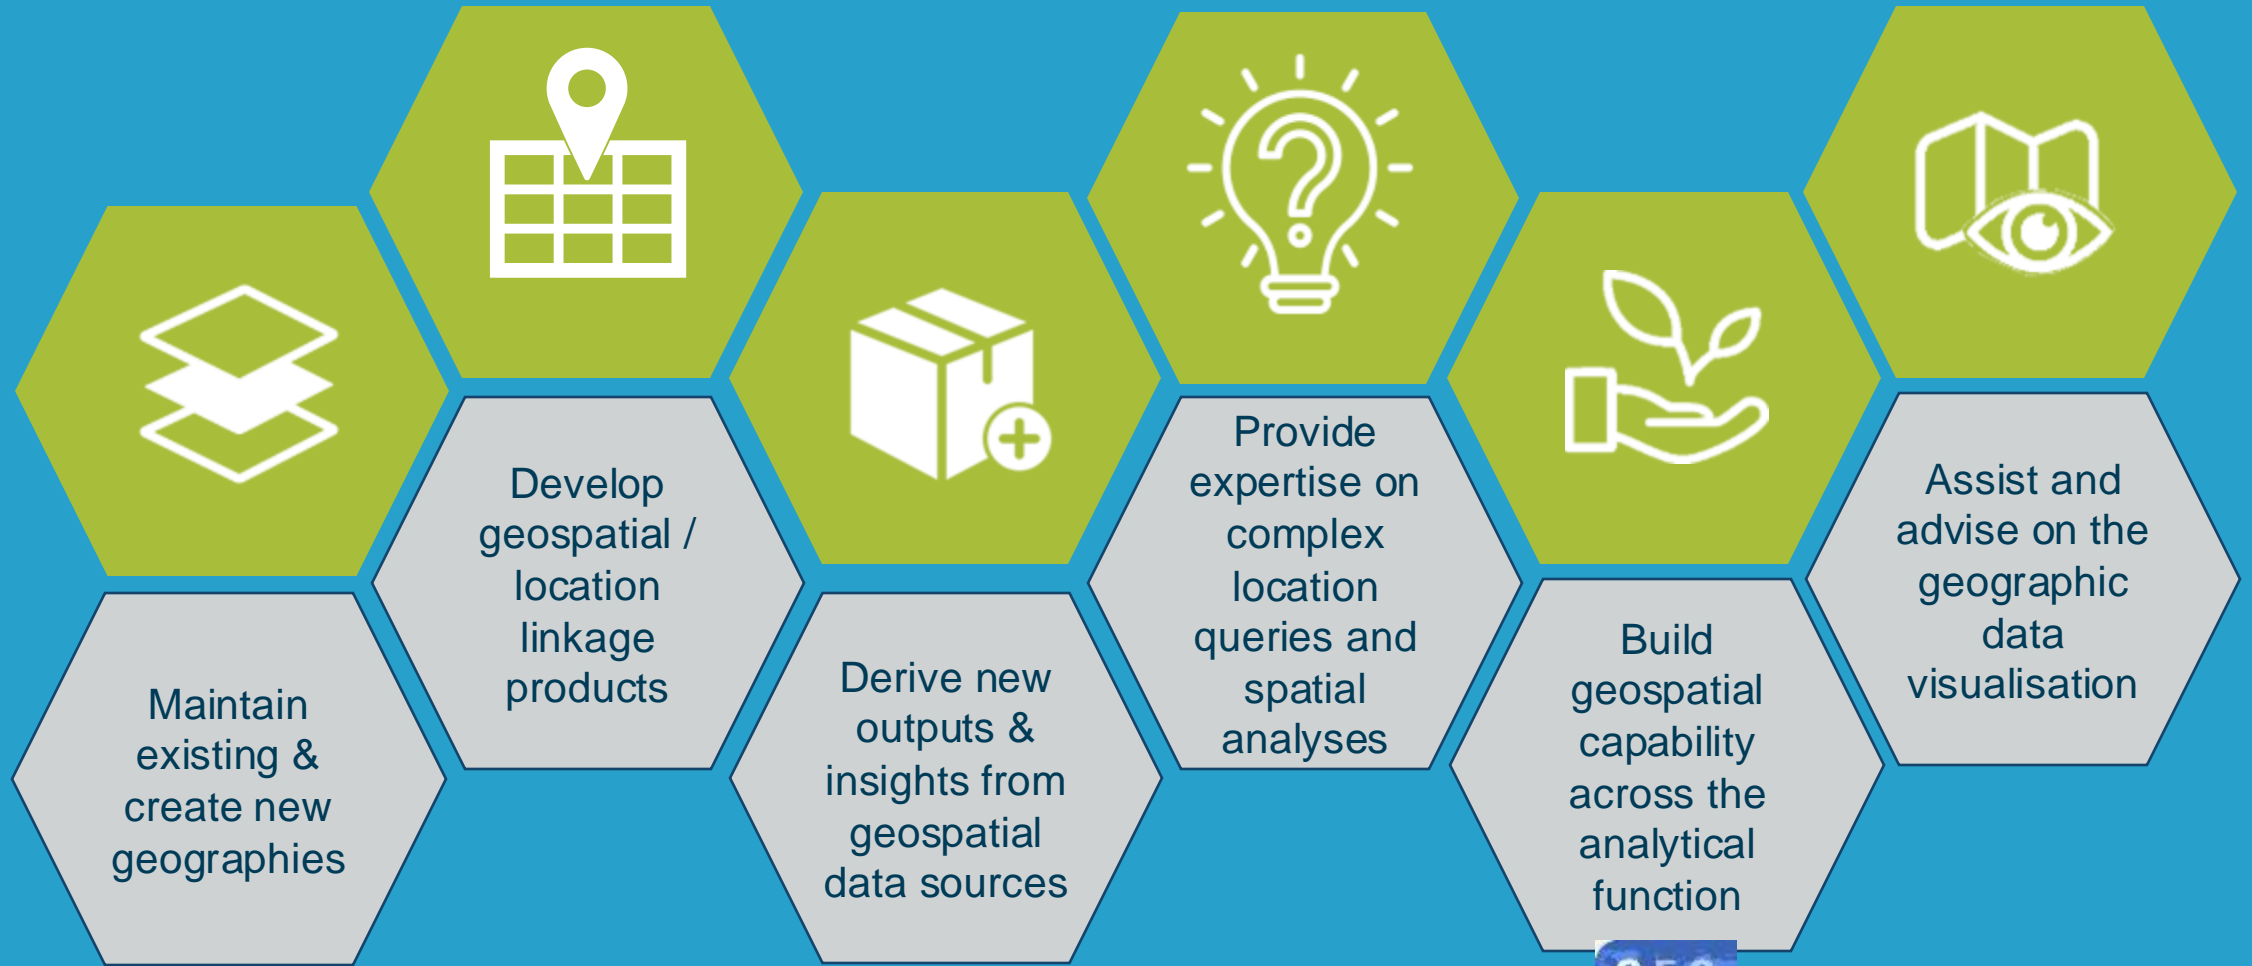 Maintain
existing &
create new
geographies
Develop
geospatial /
location
linkage
products
Derive new
outputs &
insights from
geospatial
data sources
Provide
expertise on
complex
location
queries and
spatial
analyses
Build
geospatial
capability
across the
analytical
function
Assist and
advise on the
geographic
data
visualisation